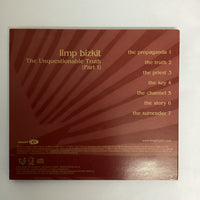 limp bizkit
The Unquestionable Truth
(Part 1)
the propaganda 1
the truth 2
the priest 3
the key 4
the channel 5
the story 6
the surrender 7